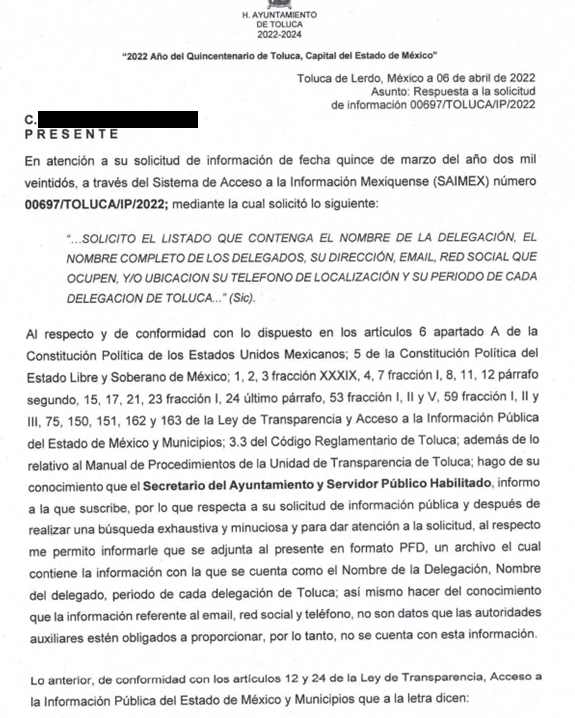 H. AYUNTAMIENTO
DE TOLUCA
2022-2024
“2022 Año del Quincentenario de Toluca, Capital del Estado de México”
Toluca de Lerdo, México a 06 de abril de 2022
Asunto: Respuesta a la solicitud
de información 00697/TOLUCA/IP/2022
C.
P R E S E N T E
En atención a su solicitud de información de fecha quince de marzo del año dos mil
veintidós, a través del Sistema de Acceso a la Información Mexiquense (SAIMEX) número
00697/TOLUCA/IP/2022; mediante la cual solicitó lo siguiente:
“…SOLICITO EL LISTADO QUE CONTENGA EL NOMBRE DE LA DELEGACIÓN, EL
NOMBRE COMPLETO DE LOS DELEGADOS, SU DIRECCIÓN, EMAIL, RED SOCIAL QUE
OCUPEN, Y/O UBICACION SU TELEFONO DE LOCALIZACIÓN Y SU PERIODO DE CADA
DELEGACION DE TOLUCA...” (Sic).
Al respecto y de conformidad con lo dispuesto en los artículos 6 apartado A de la
Constitución Política de los Estados Unidos Mexicanos; 5 de la Constitución Política del
Estado Libre y Soberano de México; 1, 2, 3 fracción XXXIX, 4, 7 fracción I, 8, 11, 12 párrafo
segundo, 15, 17, 21, 23 fracción I, 24 último párrafo, 53 fracción I, II y V, 59 fracción I, II y
III, 75, 150, 151, 162 y 163 de la Ley de Transparencia y Acceso a la Información Pública
del Estado de México y Municipios; 3.3 del Código Reglamentario de Toluca; además de lo
relativo al Manual de Procedimientos de la Unidad de Transparencia de Toluca; hago de su
conocimiento que el Secretario del Ayuntamiento y Servidor Público Habilitado, informo
a la que suscribe, por lo que respecta a su solicitud de información pública y después de
realizar una búsqueda exhaustiva y minuciosa y para dar atención a la solicitud, al respecto
me permito informarle que se adjunta al presente en formato PFD, un archivo el cual
contiene la información con la que se cuenta como el Nombre de la Delegación, Nombre
del delegado, periodo de cada delegación de Toluca; así mismo hacer del conocimiento
que la información referente al email, red social y teléfono, no son datos que las autoridades
auxiliares estén obligados a proporcionar, por lo tanto, no se cuenta con esta información.
Lo anterior, de conformidad con los artículos 12 y 24 de la Ley de Transparencia, Acceso a
la Información Pública del Estado de México y Municipios que a la letra dicen: